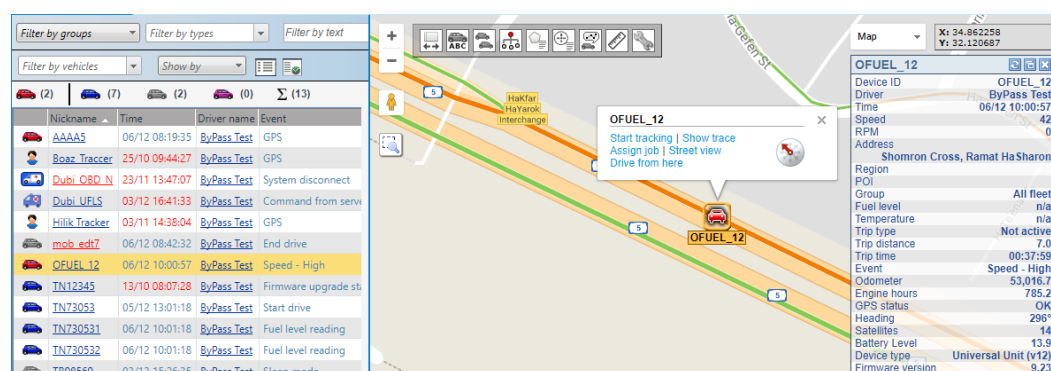 Filter by groups
Filter by types
Filter by text
Filter by vehicles
Show by
(2)
(7)
(2)
(0)
Σ (13)
Nickname Time Driver name Event
AAAA5 06/12 08:19:35 ByPass Test GPS
Boaz Traccer 25/10 09:44:27 ByPass Test GPS
Dubi OBD N 23/11 13:47:07 ByPass Test System disconnect
Dubi UFLS 03/12 16:41:33 ByPass Test Command from serve
Hilik Tracker 03/11 14:38:04 ByPass Test GPS
mob edt7 06/12 08:42:32 ByPass Test End drive
OFUEL 12 06/12 10:00:57 ByPass Test Speed - High
TN12345 13/10 08:07:28 ByPass Test Firmware upgrade sta
TN73053 05/12 13:01:18 ByPass Test Start drive
TN730531 06/12 10:01:18 ByPass Test Fuel level reading
TN730532 06/12 10:01:18 ByPass Test Fuel level reading
+
−
ABC
Ha-Gefen St
5
HaKfar
HaYarok
Interchange
OFUEL_12
Start tracking | Show trace
Assign job | Street view
Drive from here
5
OFUEL_12
5
Map
X: 34.862258
Y: 32.120687
OFUEL_12
Device ID OFUEL_12
Driver ByPass Test
Time 06/12 10:00:57
Speed 42
RPM 0
Address
Shomron Cross, Ramat HaSharon
Region
POI
Group All fleet
Fuel level n/a
Temperature n/a
Trip type Not active
Trip distance 7.0
Trip time 00:37:59
Event Speed - High
Odometer 53,016.7
Engine hours 785.2
GPS status OK
Heading 296°
Satellites 14
Battery Level 13.9
Device type Universal Unit (v12)
Firmware version 9.23